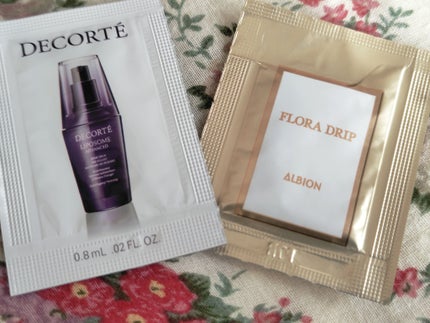 DECORTÉ
DECORTÉ
LIPOSOME
ADVANCED
0.8 mL .02 FL. OZ.
FLORA DRIP
ALBION